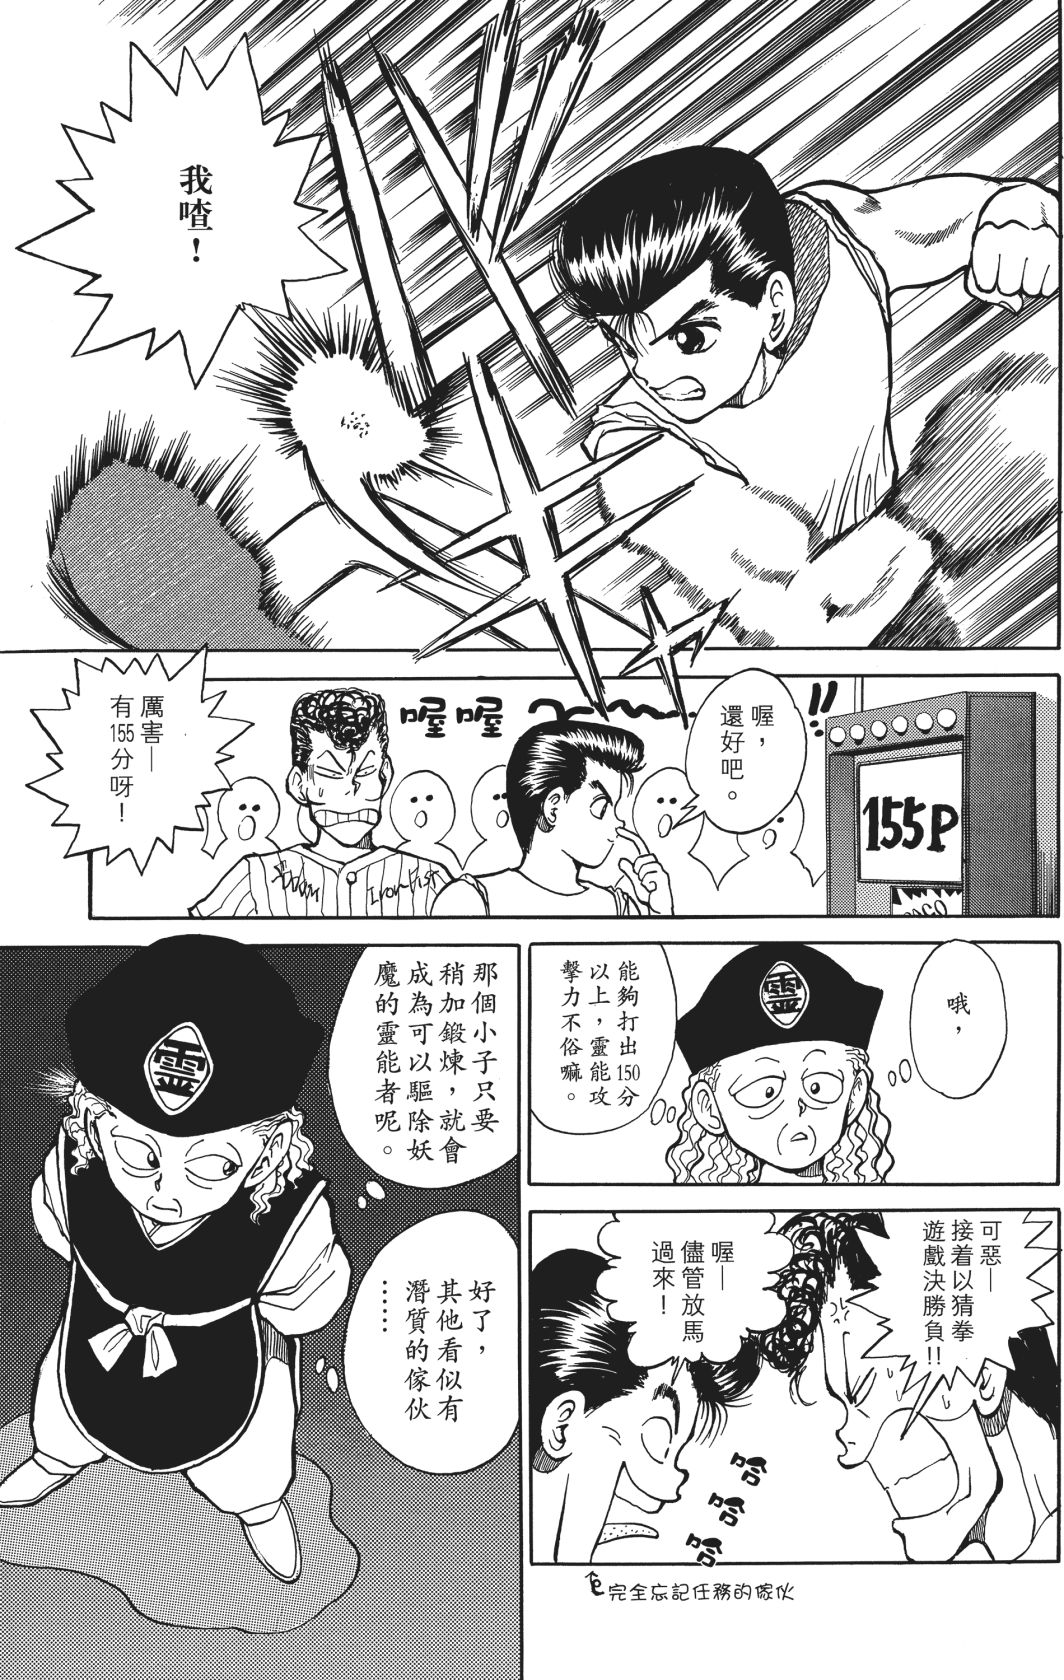 我喳！
喔，
還好吧。
喔喔
厲害—
有155分呀！
!!
155P
Iron-Fist
哦，
靈
能夠打出150分
以上，靈能攻
擊力不俗嘛。
可惡—
接着以猜拳
遊戲決勝負!!
喔—
儘管放馬
過來！
哈
哈
哈
完全忘記任務的傢伙
那個小子只要
稍加鍛煉，就會
成為可以驅除妖
魔的靈能者呢。
靈
好了，
其他看似有
潛質的傢伙
……